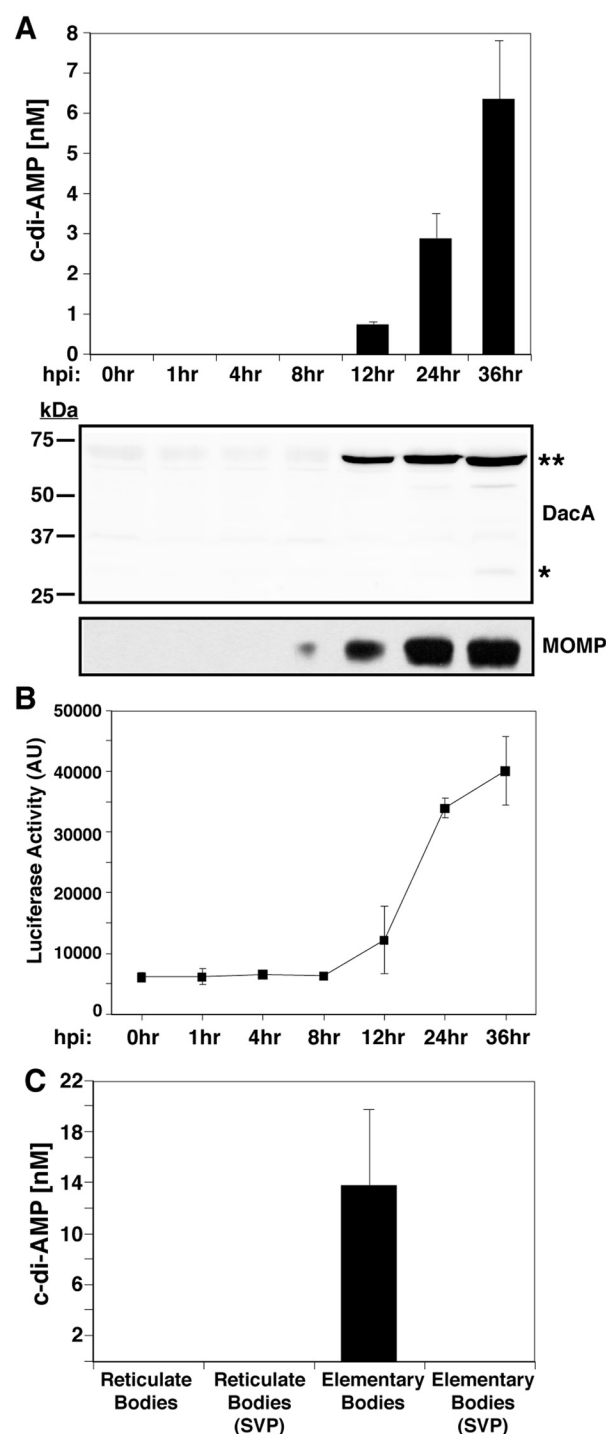 A
c-di-AMP [nM]
8
7
6
5
4
3
2
1
0
hpi: 0hr 1hr 4hr 8hr 12hr 24hr 36hr
kDa
75
**
50
DacA
37
*
25
MOMP
B
Luciferase Activity (AU)
50000
40000
30000
20000
10000
0
hpi: 0hr 1hr 4hr 8hr 12hr 24hr 36hr
C
c-di-AMP [nM]
22
18
14
10
6
2
Reticulate Bodies
Reticulate Bodies (SVP)
Elementary Bodies
Elementary Bodies (SVP)